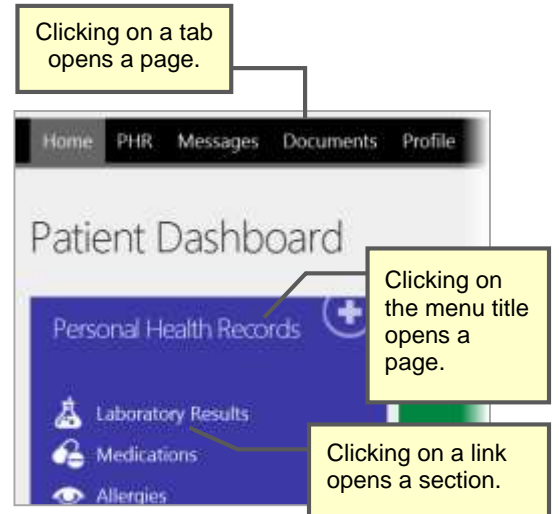 Clicking on a tab
opens a page.
Home PHR Messages Documents Profile
Patient Dashboard
Clicking on
the menu title
opens a
page.
Personal Health Records
Laboratory Results
Medications
Allergies
Clicking on a link
opens a section.